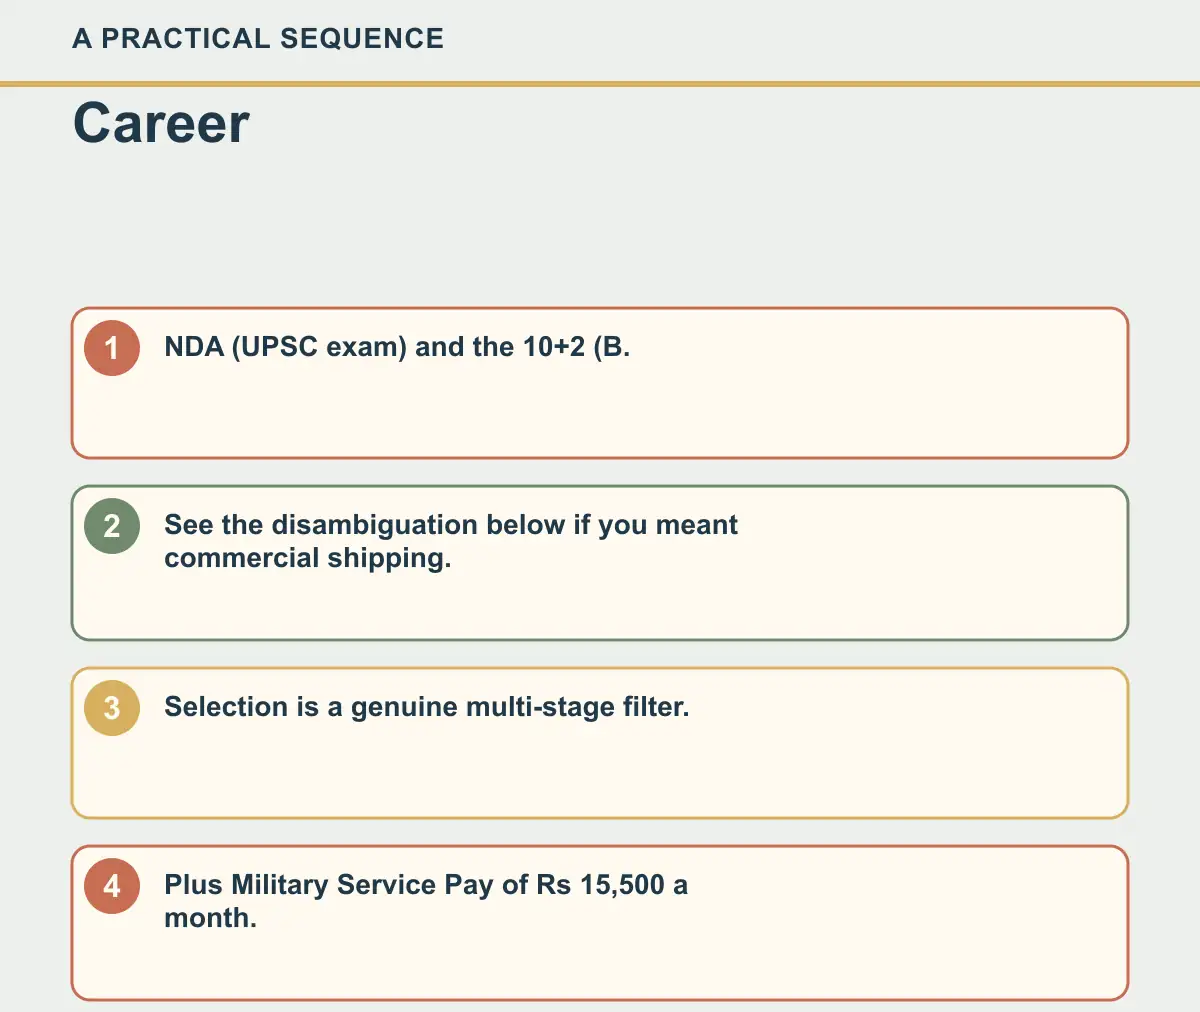 A PRACTICAL SEQUENCE
Career
1
NDA (UPSC exam) and the 10+2 (B.
2
See the disambiguation below if you meant
commercial shipping.
3
Selection is a genuine multi-stage filter.
4
Plus Military Service Pay of Rs 15,500 a
month.